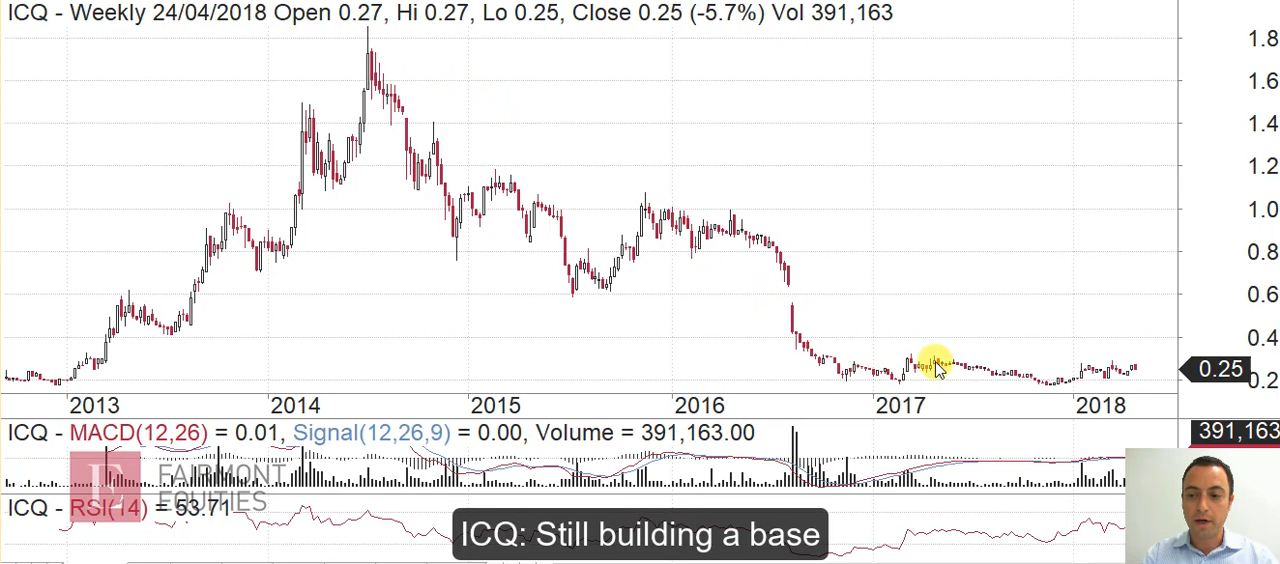 ICQ - Weekly 24/04/2018 Open 0.27, Hi 0.27, Lo 0.25, Close 0.25 (-5.7%) Vol 391,163
1.8
1.6
1.4
1.2
1.0
0.8
0.6
0.4
0.25
0.2
2013 2014 2015 2016 2017 2018
ICQ - MACD(12,26) = 0.01, Signal(12,26,9) = 0.00, Volume = 391,163.00
391,163
E FAIRMONT
EQUITIES
ICQ - RSI(14) = 53.71
ICQ: Still building a base